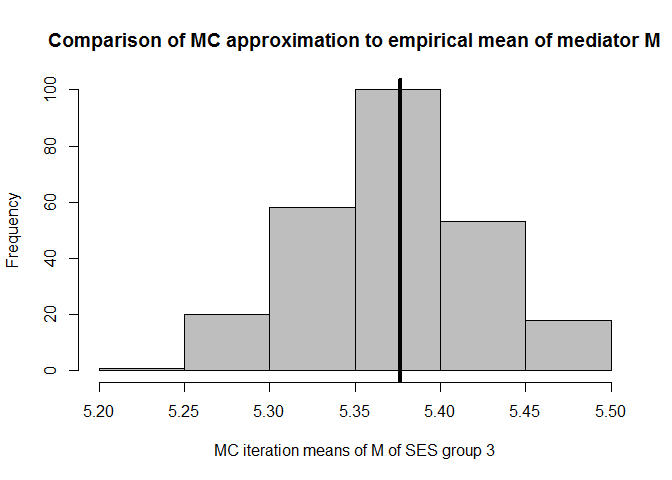 Comparison of MC approximation to empirical mean of mediator M
Frequency
100
80
60
40
20
0
5.20 5.25 5.30 5.35 5.40 5.45 5.50
MC iteration means of M of SES group 3